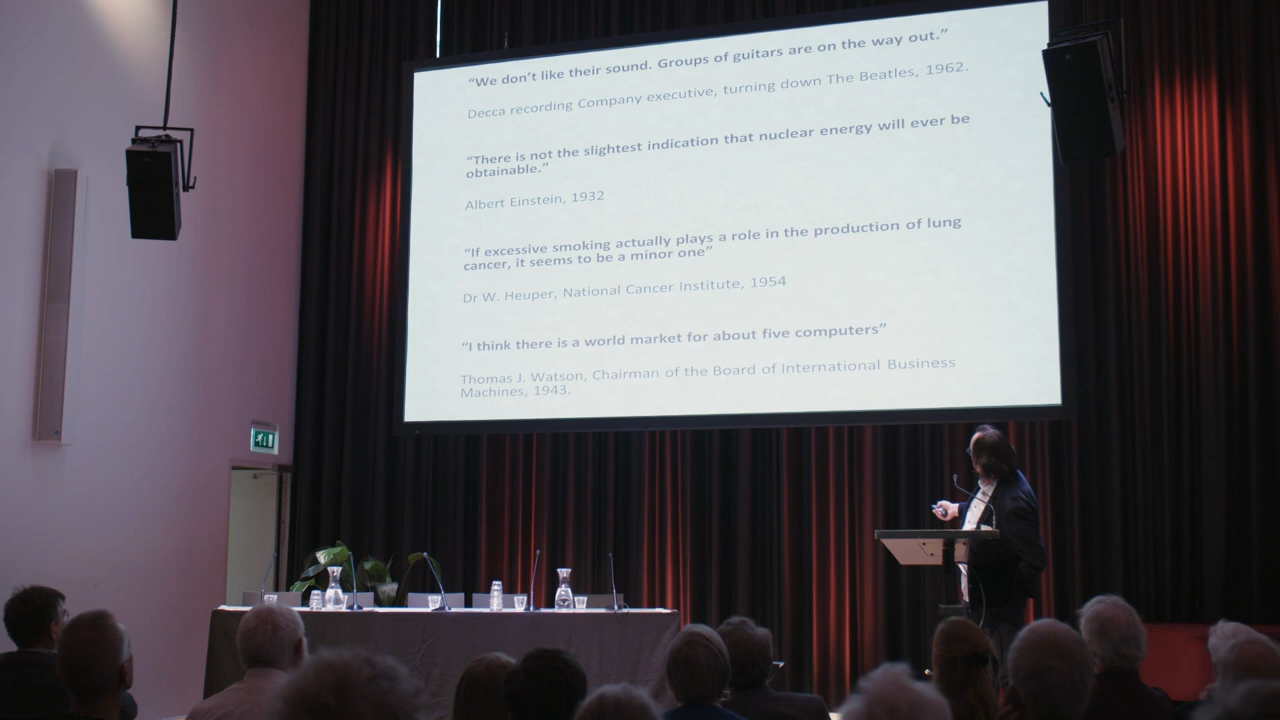 “We don’t like their sound. Groups of guitars are on the way out.”
Decca recording Company executive, turning down The Beatles, 1962.
“There is not the slightest indication that nuclear energy will ever be
obtainable.”
Albert Einstein, 1932
“If excessive smoking actually plays a role in the production of lung
cancer, it seems to be a minor one”
Dr W. Heuper, National Cancer Institute, 1954
“I think there is a world market for about five computers”
Thomas J. Watson, Chairman of the Board of International Business
Machines, 1943.